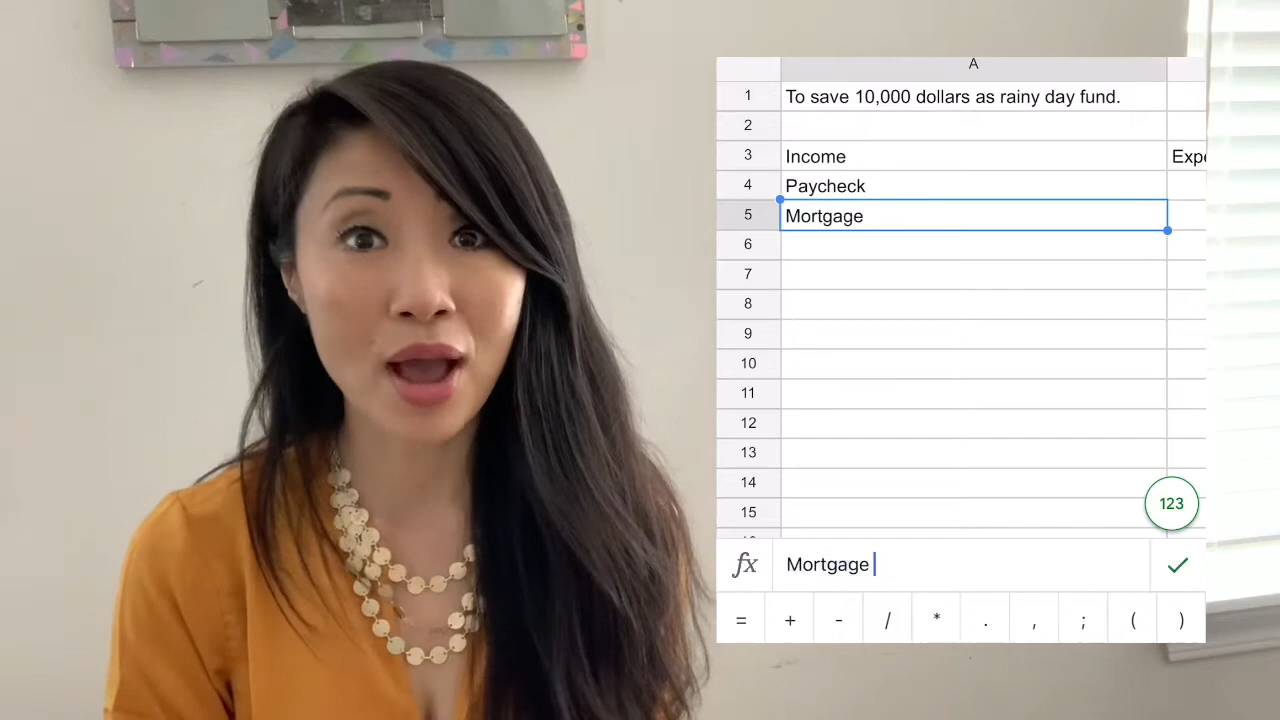 A
1 To save 10,000 dollars as rainy day fund.
2
3 Income Expe
4 Paycheck
5 Mortgage
6
7
8
9
10
11
12
13
14
15
123
fx Mortgage
= + - / * . , ; ( )